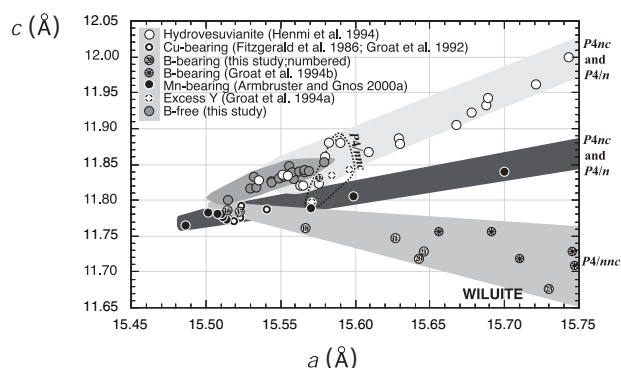 c (Å)
12.05
12.00
11.95
11.90
11.85
11.80
11.75
11.70
11.65
Hydrovesuvianite (Henmi et al. 1994)
Cu-bearing (Fitzgerald et al. 1986; Groat et al. 1992)
B-bearing (this study;numbered)
B-bearing (Groat et al. 1994b)
Mn-bearing (Armbruster and Gnos 2000a)
Excess Y (Groat et al. 1994a)
B-free (this study)
P4/nnc
P4nc
and
P4/n
P4nc
and
P4/n
P4/nnc
WILUITE
15.45 15.50 15.55 15.60 15.65 15.70 15.75
a (Å)